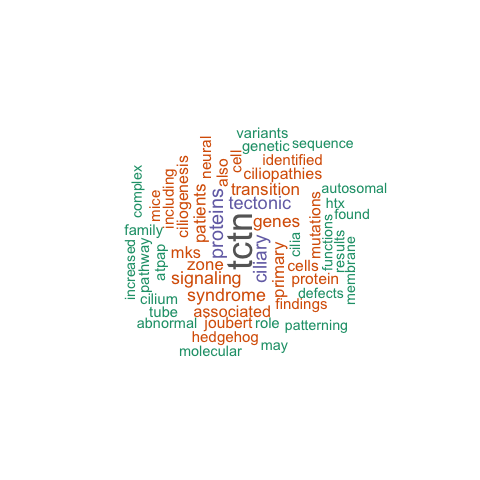 variants
genetic
sequence
neural
cell
also
identified
ciliopathies
ciliogenesis
including
mice
complex
patients
proteins
transition
tectonic
autosomal
htx
found
genes
mutations
functions
results
membrane
family
pathway
increased
atpap
mks
zone
signaling
tctn
ciliary
primary
cilia
cells
protein
defects
findings
syndrome
cilium
tube
associated
abnormal
joubert
role
patterning
hedgehog
molecular
may